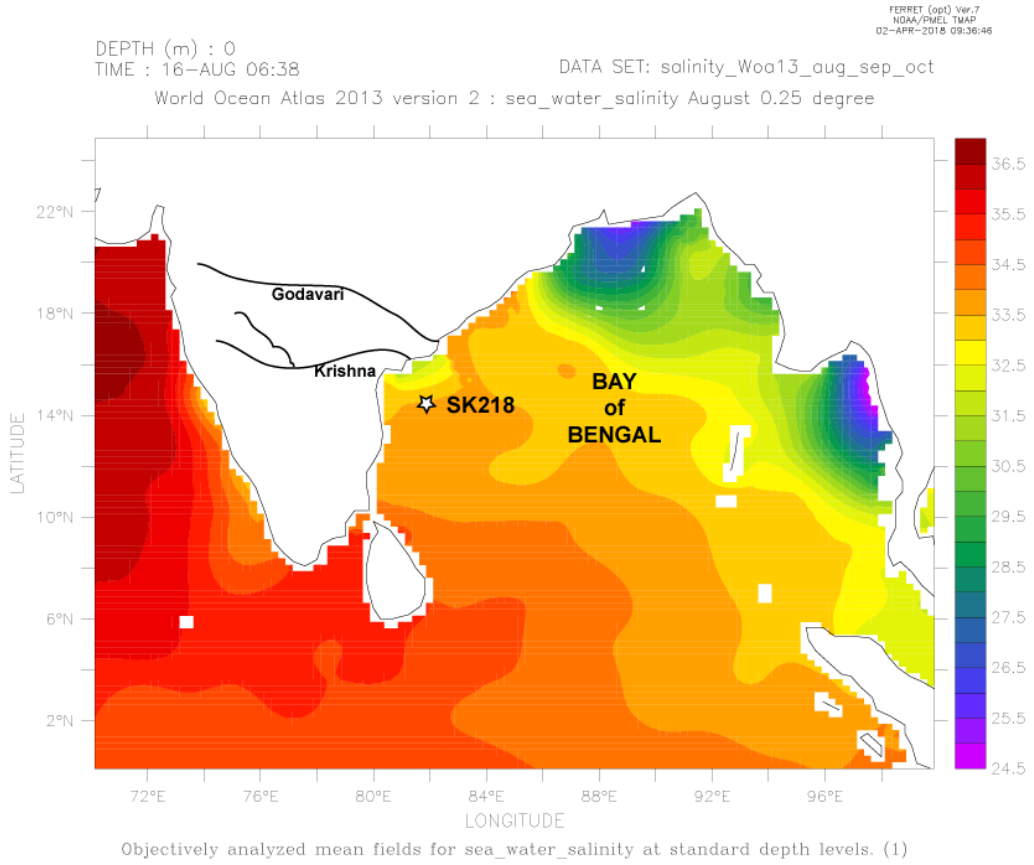 FERRET (opt) Ver.7
NOAA/PMEL TMAP
02-APR-2018 09:36:46
DEPTH (m) : 0
TIME : 16-AUG 06:38
DATA SET: salinity_Woa13_aug_sep_oct
World Ocean Atlas 2013 version 2 : sea_water_salinity August 0.25 degree
22°N
18°N
14°N
10°N
6°N
2°N
LATITUDE
Godavari
Krishna
SK218
BAY
of
BENGAL
36.5
35.5
34.5
33.5
32.5
31.5
30.5
29.5
28.5
27.5
26.5
25.5
24.5
72°E 76°E 80°E 84°E 88°E 92°E 96°E
LONGITUDE
Objectively analyzed mean fields for sea_water_salinity at standard depth levels. (1)